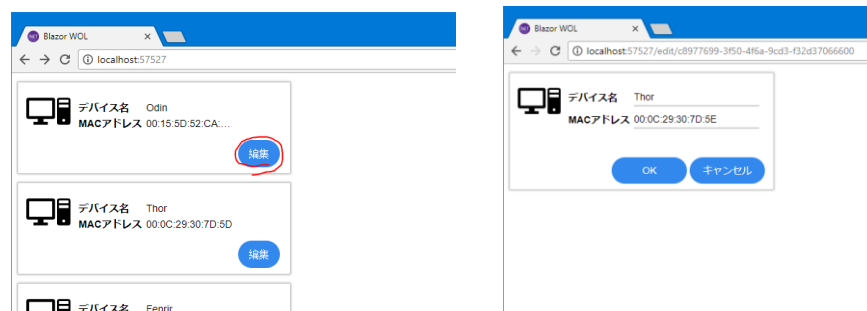 Blazor WOL
localhost:57527
デバイス名 Odin
MACアドレス 00:15:5D:52:CA:...
編集
デバイス名 Thor
MACアドレス 00:0C:29:30:7D:5D
編集
デバイス名 Fenrir
Blazor WOL
localhost:57527/edit/c8977699-3f50-4f6a-9cd3-f32d37066600
デバイス名 Thor
MACアドレス 00:0C:29:30:7D:5E
OK キャンセル